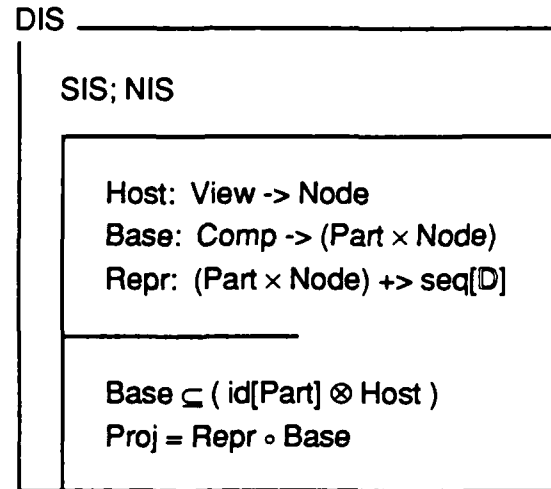 DIS
SIS; NIS
Host: View -> Node
Base: Comp -> (Part × Node)
Repr: (Part × Node) +> seq[𝔻]
Base ⊆ ( id[Part] ⊗ Host )
Proj = Repr ∘ Base